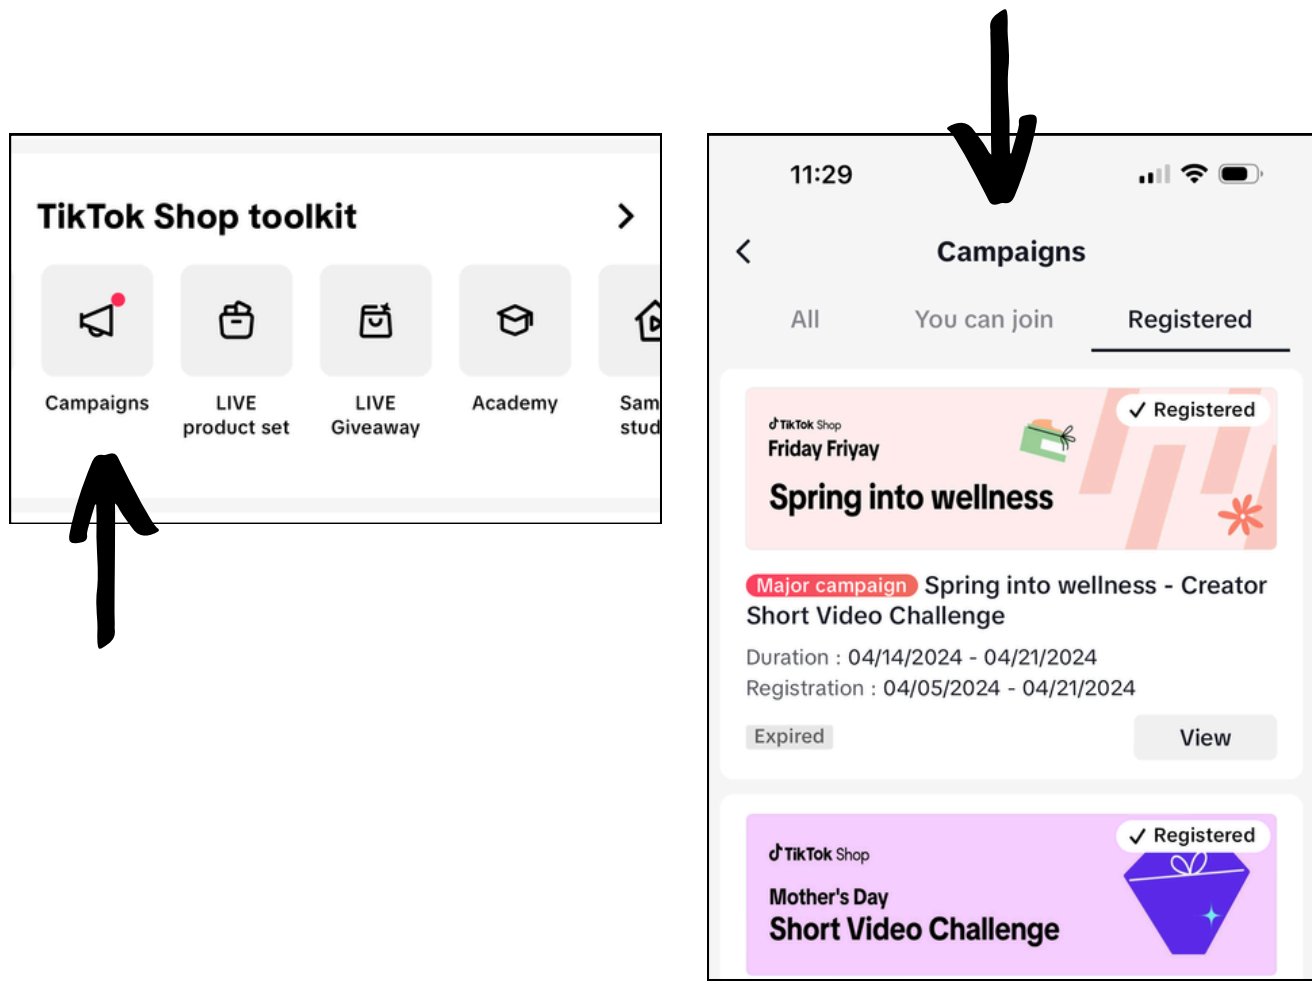 TikTok Shop toolkit
Campaigns
LIVE
product set
LIVE
Giveaway
Academy
Sam
stud
11:29
Campaigns
All
You can join
Registered
TikTok Shop
Registered
Friday Friyay
Spring into wellness
Major campaign Spring into wellness - Creator
Short Video Challenge
Duration : 04/14/2024 - 04/21/2024
Registration : 04/05/2024 - 04/21/2024
Expired
View
Registered
TikTok Shop
Mother's Day
Short Video Challenge